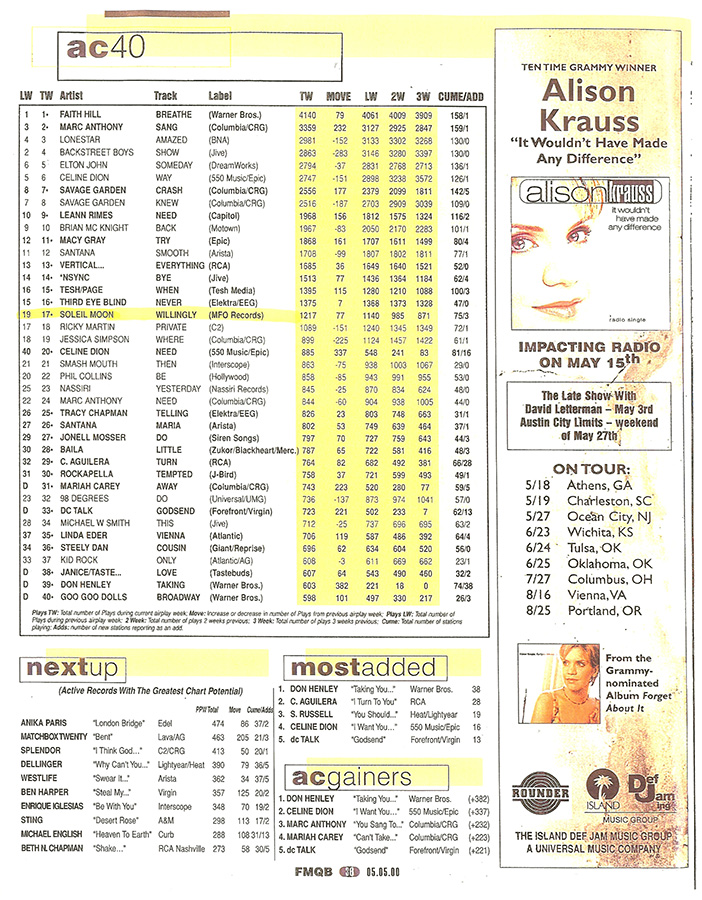 ac40
LW TW Artist Track Label TW MOVE LW 2W 3W CUME/ADD
1 1• FAITH HILL BREATHE (Warner Bros.) 4140 79 4061 4009 3909 158/1
3 2• MARC ANTHONY SANG (Columbia/CRG) 3359 232 3127 2925 2847 159/1
4 3 LONESTAR AMAZED (BNA) 2981 -152 3133 3302 3268 130/0
2 4 BACKSTREET BOYS SHOW (Jive) 2863 -283 3146 3280 3397 130/0
6 5 ELTON JOHN SOMEDAY (DreamWorks) 2794 -37 2831 2768 2713 136/1
5 6 CELINE DION WAY (550 Music/Epic) 2747 -151 2898 3238 3572 126/1
8 7• SAVAGE GARDEN CRASH (Columbia/CRG) 2556 177 2379 2099 1811 142/5
7 8 SAVAGE GARDEN KNEW (Columbia/CRG) 2516 -187 2703 2909 3039 109/0
10 9• LEANN RIMES NEED (Capitol) 1968 156 1812 1575 1324 116/2
9 10 BRIAN MC KNIGHT BACK (Motown) 1967 -83 2050 2170 2283 101/1
12 11• MACY GRAY TRY (Epic) 1868 161 1707 1611 1499 80/4
11 12 SANTANA SMOOTH (Arista) 1708 -99 1807 1802 1811 77/1
13 13• VERTICAL... EVERYTHING (RCA) 1685 36 1649 1640 1521 52/0
14 14• *NSYNC BYE (Jive) 1513 77 1436 1364 1184 62/4
16 15• TESH/PAGE WHEN (Tesh Media) 1395 115 1280 1210 1088 100/3
15 16• THIRD EYE BLIND NEVER (Elektra/EEG) 1375 7 1368 1373 1328 47/0
19 17• SOLEIL MOON WILLINGLY (MFO Records) 1217 77 1140 985 871 75/3
17 18 RICKY MARTIN PRIVATE (C2) 1089 -151 1240 1345 1349 72/1
18 19 JESSICA SIMPSON WHERE (Columbia/CRG) 899 -225 1124 1457 1422 61/1
40 20• CELINE DION NEED (550 Music/Epic) 885 337 548 241 83 81/16
21 21 SMASH MOUTH THEN (Interscope) 863 -75 938 1003 1067 29/0
20 22 PHIL COLLINS BE (Hollywood) 858 -85 943 991 955 53/0
25 23 NASSIRI YESTERDAY (Nassiri Records) 845 -25 870 834 624 48/0
22 24 MARC ANTHONY NEED (Columbia/CRG) 844 -60 904 938 1005 44/0
26 25• TRACY CHAPMAN TELLING (Elektra/EEG) 826 23 803 748 663 31/1
27 26• SANTANA MARIA (Arista) 802 53 749 639 464 37/1
29 27• JONELL MOSSER DO (Siren Songs) 797 70 727 759 643 44/3
30 28• BAILA LITTLE (Zukor/Blackheart/Merc.) 787 65 722 581 416 48/3
32 29• C. AGUILERA TURN (RCA) 764 82 682 492 381 66/28
31 30• ROCKAPELLA TEMPTED (J-Bird) 758 37 721 599 493 49/1
D 31• MARIAH CAREY AWAY (Columbia/CRG) 743 223 520 280 77 59/5
23 32 98 DEGREES DO (Universal/UMG) 736 -137 873 974 1041 57/0
D 33• DC TALK GODSEND (Forefront/Virgin) 723 221 502 233 7 62/13
28 34 MICHAEL W SMITH THIS (Jive) 712 -25 737 696 695 63/2
37 35• LINDA EDER VIENNA (Atlantic) 706 119 587 486 392 64/4
34 36• STEELY DAN COUSIN (Giant/Reprise) 696 62 634 604 520 56/0
33 37 KID ROCK ONLY (Atlantic/AG) 608 -3 611 669 662 23/1
D 38• JANICE/TASTE... LOVE (Tastebuds) 607 64 543 490 460 32/2
D 39• DON HENLEY TAKING (Warner Bros.) 603 382 221 18 0 74/38
D 40• GOO GOO DOLLS BROADWAY (Warner Bros.) 598 101 497 330 217 26/3
Plays TW: Total number of Plays during current airplay week; Move: Increase or decrease in number of Plays from previous airplay week; Plays LW: Total number of
Plays during previous airplay week; 2 Week: Total number of plays 2 weeks previous; 3 Week: Total number of plays 3 weeks previous; Cume: Total number of stations
playing; Adds: number of new stations reporting as an add.
nextup
(Active Records With The Greatest Chart Potential)
PPW Total Move Cume/Adds
ANIKA PARIS "London Bridge" Edel 474 86 37/2
MATCHBOX TWENTY "Bent" Lava/AG 463 205 21/3
SPLENDOR "I Think God..." C2/CRG 413 50 20/1
DELLINGER "Why Can't You..." Lightyear/Heat 390 79 36/5
WESTLIFE "Swear It..." Arista 362 34 37/5
BEN HARPER "Steal My..." Virgin 357 125 20/2
ENRIQUE IGLESIAS "Be With You" Interscope 348 70 19/2
STING "Desert Rose" A&M 298 113 17/2
MICHAEL ENGLISH "Heaven To Earth" Curb 288 108 31/13
BETH N. CHAPMAN "Shake..." RCA Nashville 273 58 30/5
mostadded
1. DON HENLEY "Taking You..." Warner Bros. 38
2. C. AGUILERA "I Turn To You" RCA 28
3. S. RUSSELL "You Should..." Heat/Lightyear 19
4. CELINE DION "I Want You..." 550 Music/Epic 16
5. dc TALK "Godsend" Forefront/Virgin 13
acgainers
1. DON HENLEY "Taking You..." Warner Bros. (+382)
2. CELINE DION "I Want You..." 550 Music/Epic (+337)
3. MARC ANTHONY "You Sang To..." Columbia/CRG (+232)
4. MARIAH CAREY "Can't Take..." Columbia/CRG (+223)
5. dc TALK "Godsend" Forefront/Virgin (+221)
FMQB 38 05.05.00
TEN TIME GRAMMY WINNER
Alison
Krauss
"It Wouldn't Have Made
Any Difference"
alison krauss
it wouldn't
have made
any difference
radio single
IMPACTING RADIO
ON MAY 15th
The Late Show With
David Letterman – May 3rd
Austin City Limits – weekend
of May 27th
ON TOUR:
5/18 Athens, GA
5/19 Charleston, SC
5/27 Ocean City, NJ
6/23 Wichita, KS
6/24 Tulsa, OK
6/25 Oklahoma, OK
7/27 Columbus, OH
8/16 Vienna, VA
8/25 Portland, OR
From the
Grammy-
nominated
Album Forget
About It
ROUNDER
ISLAND
Def
Jam
MUSIC GROUP
THE ISLAND DEF JAM MUSIC GROUP
A UNIVERSAL MUSIC COMPANY